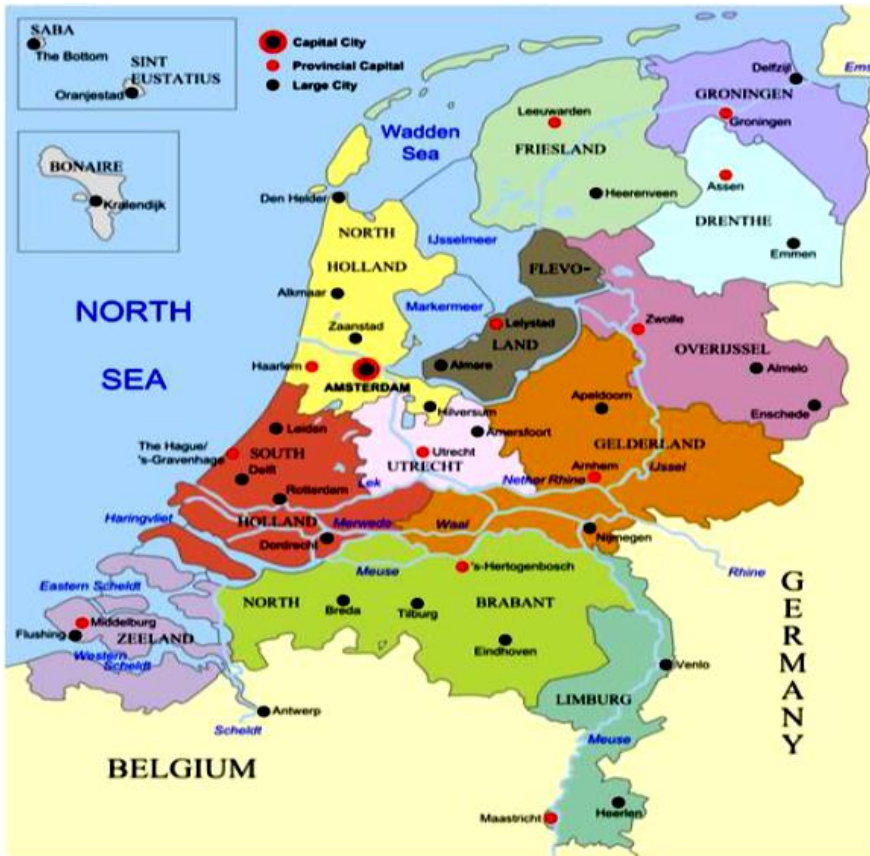 SABA
The Bottom
SINT
EUSTATIUS
Oranjestad
BONAIRE
Kralendijk
Capital City
Provincial Capital
Large City
Wadden
Sea
Leeuwarden
FRIESLAND
Heerenveen
Delfzijl
Ems
GRONINGEN
Groningen
Assen
DRENTHE
Emmen
Den Helder
NORTH
HOLLAND
IJsselmeer
Alkmaar
Markermeer
Zaanstad
Haarlem
AMSTERDAM
Hilversum
NORTH
SEA
FLEVO-
LAND
Lelystad
Almere
Zwolle
OVERIJSSEL
Almelo
Enschede
Apeldoorn
GELDERLAND
Arnhem
IJssel
Nether Rhine
Nijmegen
Waal
Rhine
Amersfoort
Utrecht
UTRECHT
Leiden
The Hague/
's-Gravenhage
SOUTH
Delft
Rotterdam
Lek
HOLLAND
Merwede
Dordrecht
Haringvliet
Meuse
's-Hertogenbosch
NORTH
BRABANT
Breda
Tilburg
Eindhoven
Eastern Scheldt
Middelburg
Flushing
ZEELAND
Western
Scheldt
Antwerp
Scheldt
Venlo
LIMBURG
Meuse
Maastricht
Heerlen
BELGIUM
GERMANY